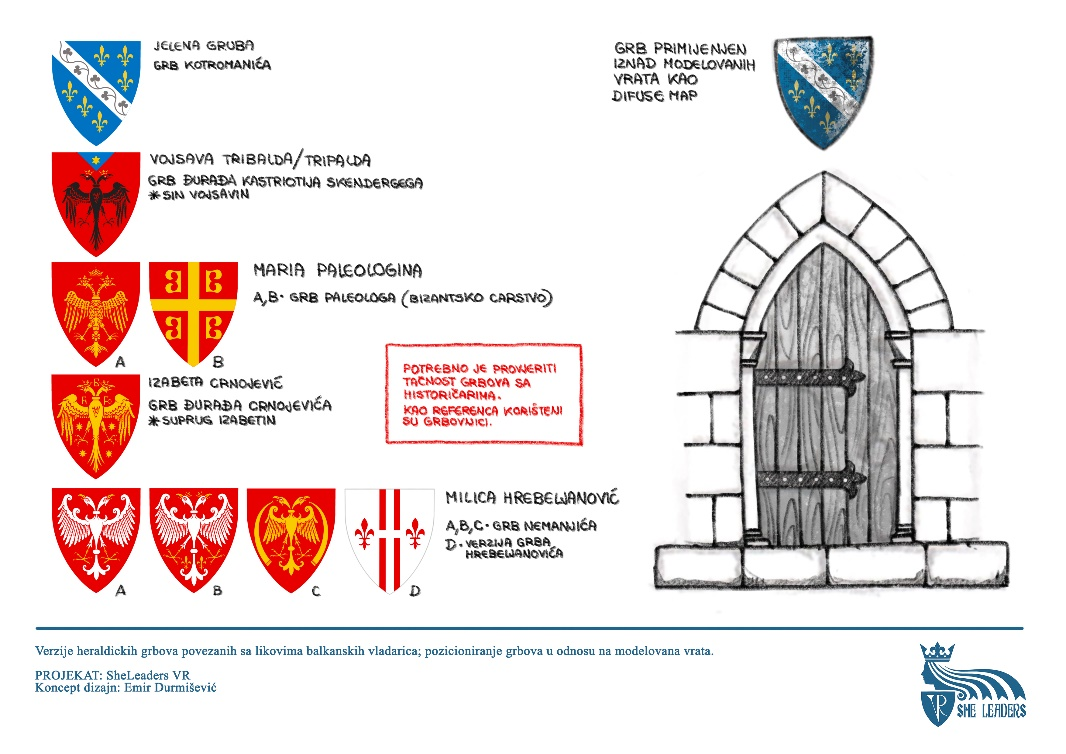 JELENA GRUBA
GRB KOTROMANIĆA
VOJSAVA TRIBALDA/TRIPALDA
GRB ĐURAĐA KASTRIOTIJA SKENDERGEGA
*SIN VOJSAVIN
MARIA PALEOLOGINA
A,B- GRB PALEOLOGA (BIZANTSKO CARSTVO)
A
B
IZABETA CRNOJEVIĆ
GRB ĐURAĐA CRNOJEVIĆA
*SUPRUG IZABETIN
POTREBNO JE PROVJERITI
TAČNOST GRBOVA SA
HISTORIČARIMA.
KAO REFERENCA KORIŠTENI
SU GRBOVNICI.
MILICA HREBELJANOVIĆ
A,B,C- GRB NEMANJIĆA
D- VERZIJA GRBA
HREBELJANOVIĆA
A
B
C
D
GRB PRIMIJENJEN
IZNAD MODELOVANIH
VRATA KAO
DIFUSE MAP
Verzije heraldickih grbova povezanih sa likovima balkanskih vladarica; pozicioniranje grbova u odnosu na modelovana vrata.
PROJEKAT: SheLeaders VR
Koncept dizajn: Emir Durmišević
VR
SHE LEADERS